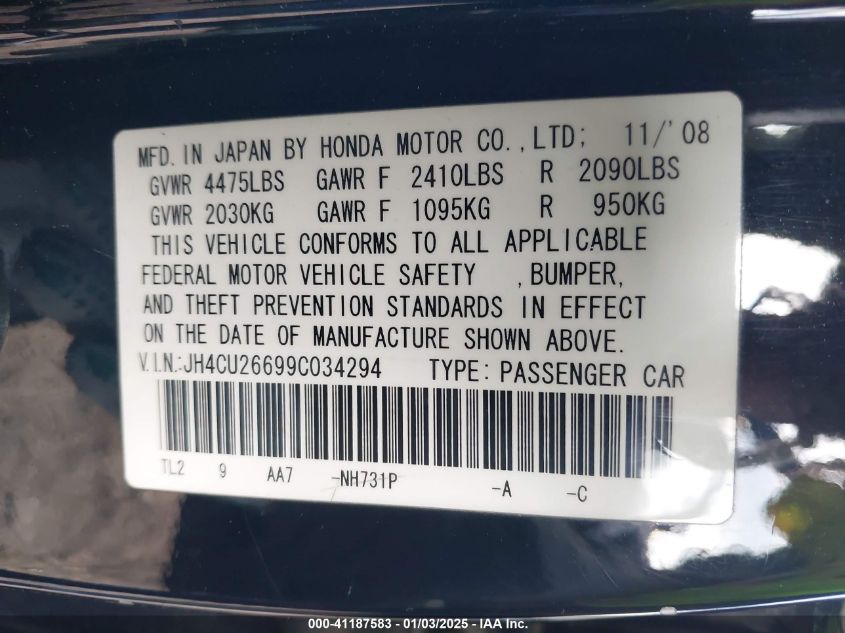 MFD. IN JAPAN BY HONDA MOTOR CO.,LTD; 11/'08
GVWR 4475LBS GAWR F 2410LBS R 2090LBS
GVWR 2030KG GAWR F 1095KG R 950KG
THIS VEHICLE CONFORMS TO ALL APPLICABLE
FEDERAL MOTOR VEHICLE SAFETY , BUMPER,
AND THEFT PREVENTION STANDARDS IN EFFECT
ON THE DATE OF MANUFACTURE SHOWN ABOVE.
V.I.N.:JH4CU26699C034294 TYPE: PASSENGER CAR
TL2 9 AA7 -NH731P -A -C
000-41187583 - 01/03/2025 - IAA Inc.